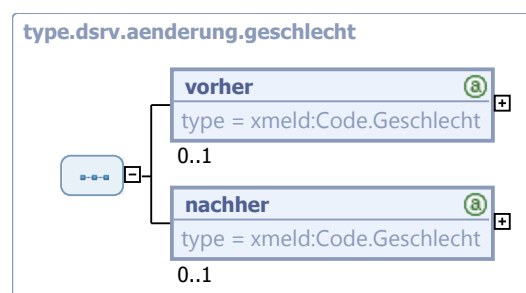 type.dsrv.aenderung.geschlecht
vorher
type = xmeld:Code.Geschlecht
0..1
nachher
type = xmeld:Code.Geschlecht
0..1